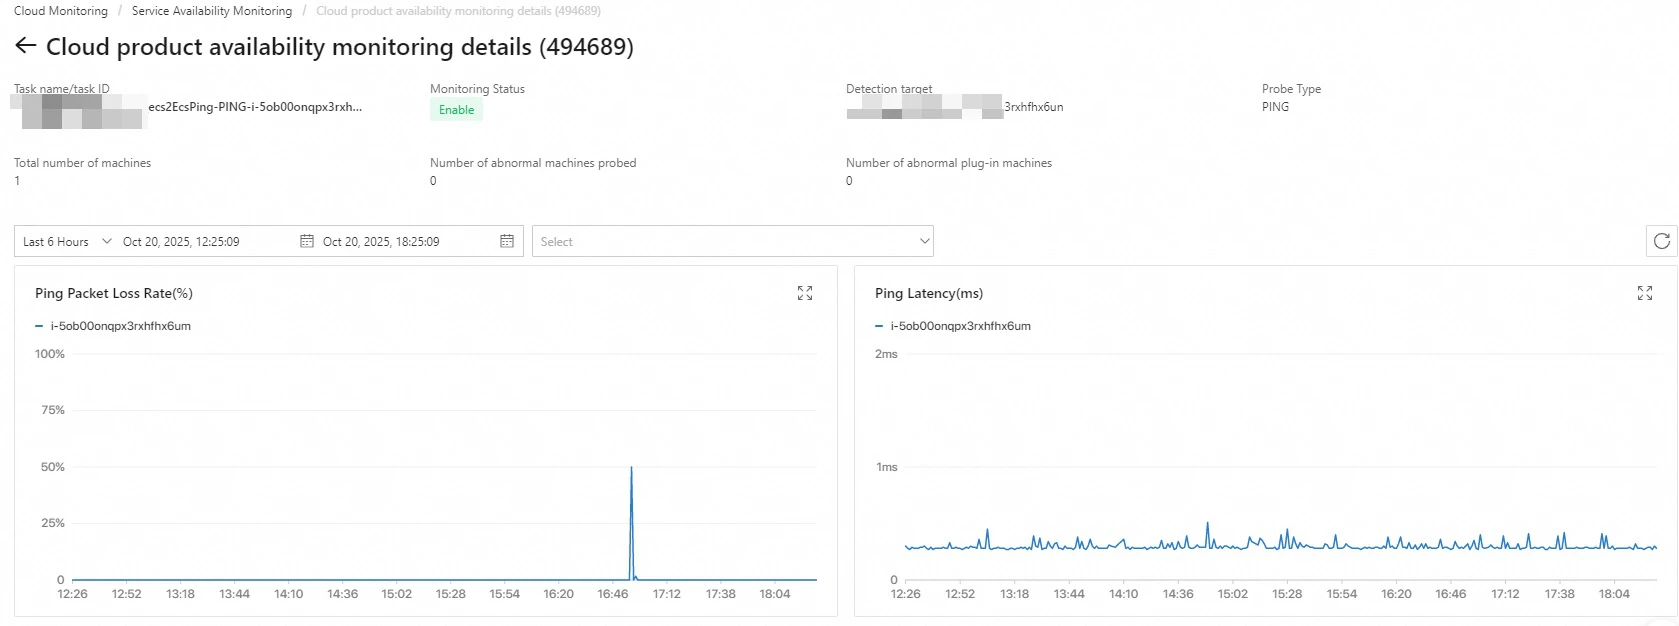 Cloud Monitoring / Service Availability Monitoring / Cloud product availability monitoring details (494689)
← Cloud product availability monitoring details (494689)
Task name/task ID
ecs2EcsPing-PING-i-5ob00onqpx3rxh...
Monitoring Status
Enable
Detection target
3rxhfhx6un
Probe Type
PING
Total number of machines
1
Number of abnormal machines probed
0
Number of abnormal plug-in machines
0
Last 6 Hours Oct 20, 2025, 12:25:09 Oct 20, 2025, 18:25:09 Select
Ping Packet Loss Rate(%)
i-5ob00onqpx3rxhfhx6um
100%
75%
50%
25%
0
12:26 12:52 13:18 13:44 14:10 14:36 15:02 15:28 15:54 16:20 16:46 17:12 17:38 18:04
Ping Latency(ms)
i-5ob00onqpx3rxhfhx6um
2ms
1ms
0
12:26 12:52 13:18 13:44 14:10 14:36 15:02 15:28 15:54 16:20 16:46 17:12 17:38 18:04